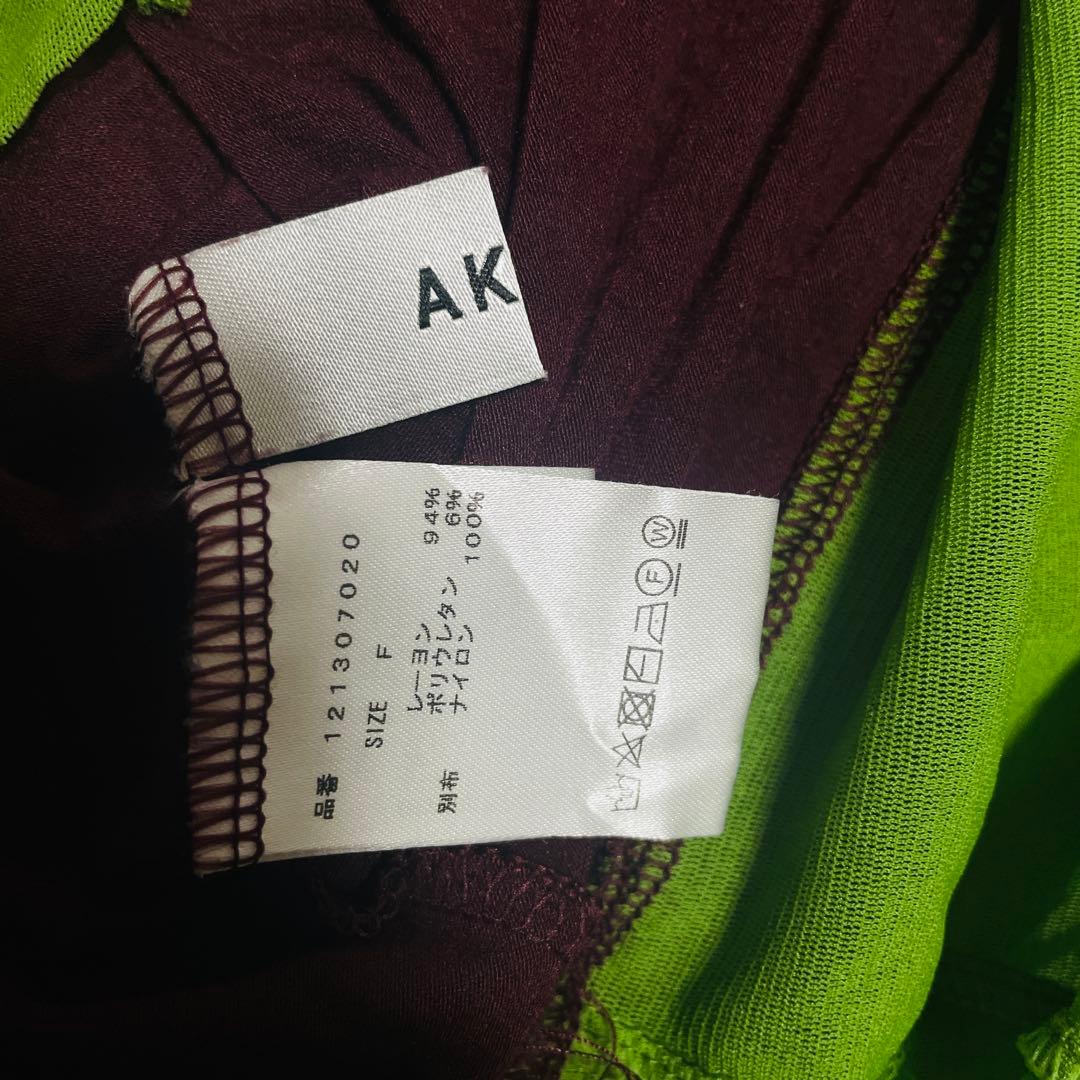 AK
品番 121307020
SIZE F
レーヨン 94%
ポリウレタン 6%
別布 ナイロン 100%
F W